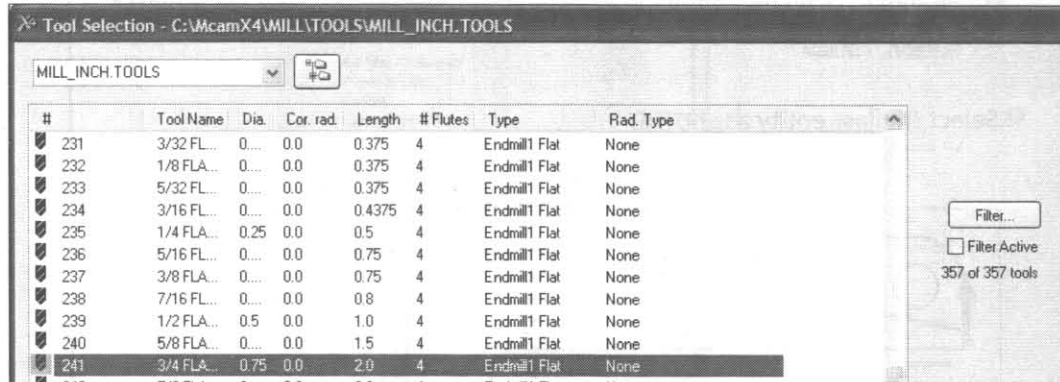 Tool Selection - C:\McamX4\MILL\TOOLS\MILL_INCH.TOOLS
MILL_INCH.TOOLS
# Tool Name Dia. Cor. rad. Length # Flutes Type Rad. Type
231 3/32 FL... 0.... 0.0 0.375 4 Endmill1 Flat None
232 1/8 FLA... 0.... 0.0 0.375 4 Endmill1 Flat None
233 5/32 FL... 0.... 0.0 0.375 4 Endmill1 Flat None
234 3/16 FL... 0.... 0.0 0.4375 4 Endmill1 Flat None
235 1/4 FLA... 0.25 0.0 0.5 4 Endmill1 Flat None
236 5/16 FL... 0.... 0.0 0.75 4 Endmill1 Flat None
237 3/8 FLA... 0.... 0.0 0.75 4 Endmill1 Flat None
238 7/16 FL... 0.... 0.0 0.8 4 Endmill1 Flat None
239 1/2 FLA... 0.5 0.0 1.0 4 Endmill1 Flat None
240 5/8 FLA... 0.... 0.0 1.5 4 Endmill1 Flat None
241 3/4 FLA... 0.75 0.0 2.0 4 Endmill1 Flat None
Filter...
Filter Active
357 of 357 tools